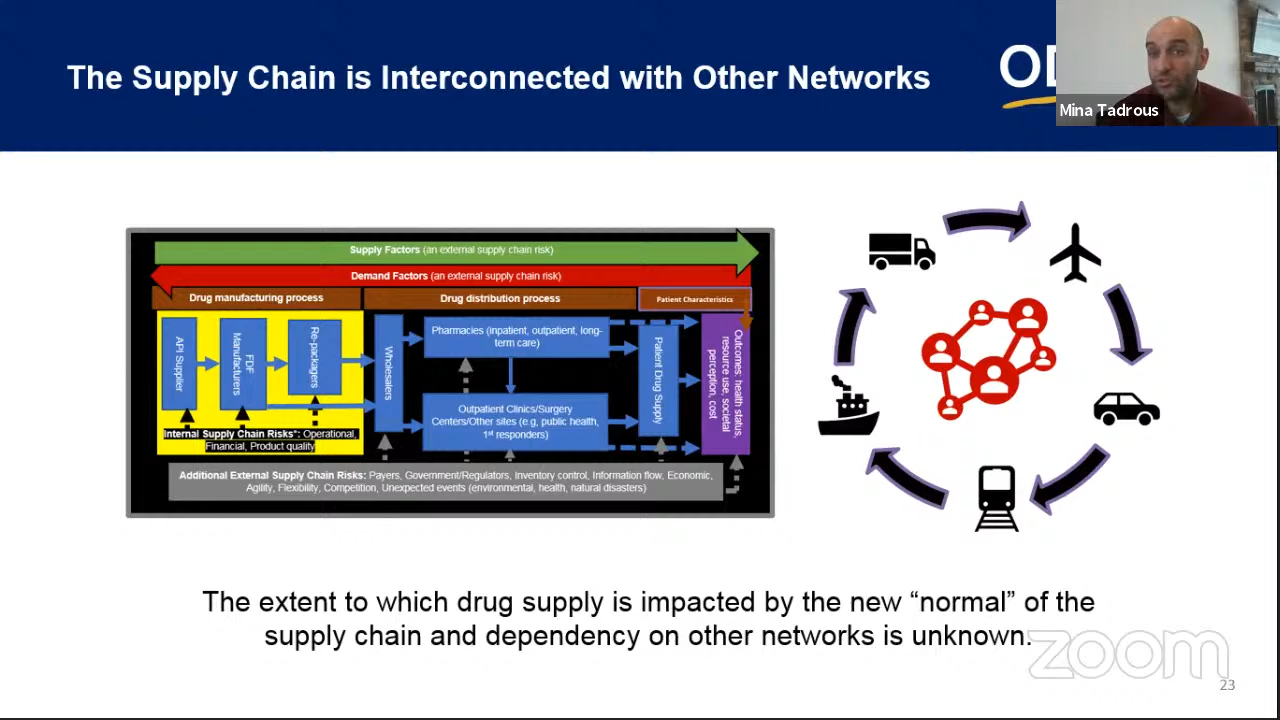 The Supply Chain is Interconnected with Other Networks
Mina Tadrous
Supply Factors (an external supply chain risk)
Demand Factors (an external supply chain risk)
Drug manufacturing process
Drug distribution process
Patient Characteristics
API Supplier
FDF
Manufacturers
Re-packagers
Wholesalers
Pharmacies (inpatient, outpatient, long-
term care)
Outpatient Clinics/Surgery
Centers/Other sites (e.g, public health,
1st responders)
Patient Drug Supply
Outcomes: health status,
resource use, societal
perception, cost
Internal Supply Chain Risks*: Operational,
Financial, Product quality
Additional External Supply Chain Risks: Payers, Government/Regulators, Inventory control, Information flow, Economic,
Agility, Flexibility, Competition, Unexpected events (environmental, health, natural disasters)
The extent to which drug supply is impacted by the new “normal” of the
supply chain and dependency on other networks is unknown.
zoom
23